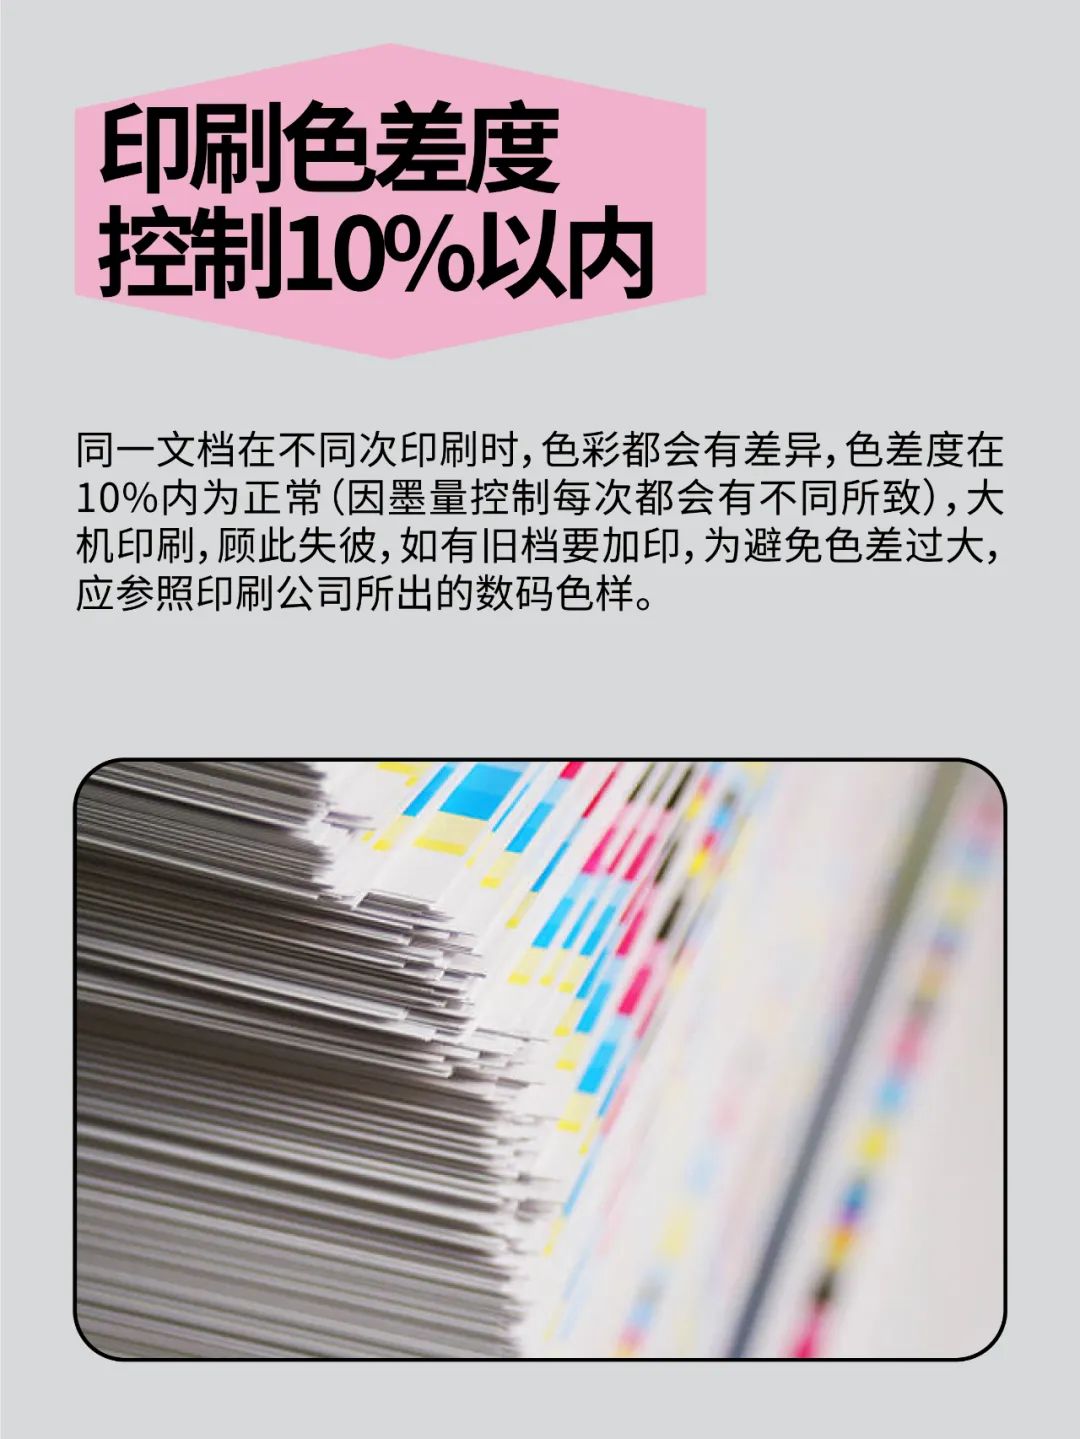 印刷色差度
控制10%以内
同一文档在不同次印刷时，色彩都会有差异，色差度在
10%内为正常（因墨量控制每次都会有不同所致），大
机印刷，顾此失彼，如有旧档要加印，为避免色差过大，
应参照印刷公司所出的数码色样。